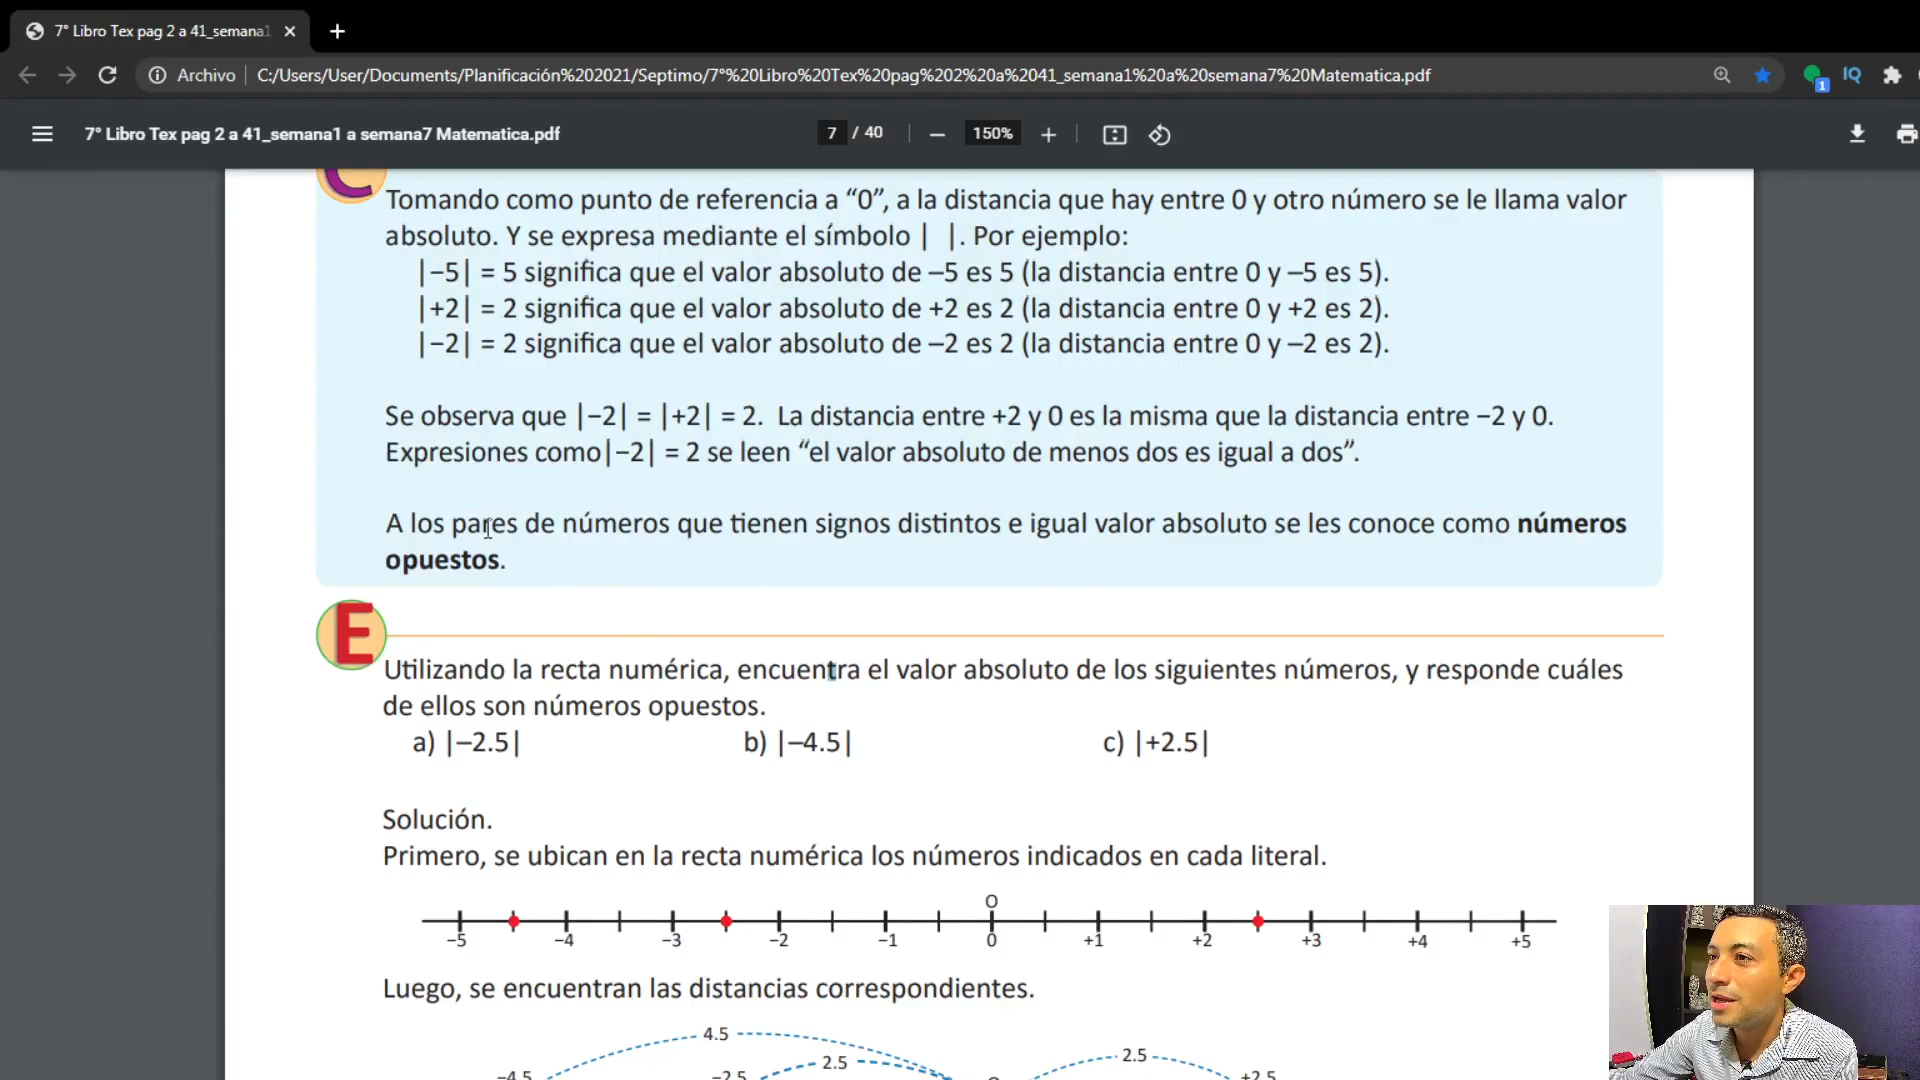 7° Libro Tex pag 2 a 41_semana1
Archivo C:/Users/User/Documents/Planificación%202021/Septimo/7°%20Libro%20Tex%20pag%202%20a%2041_semana1%20a%20semana7%20Matematica.pdf
1 IQ
7° Libro Tex pag 2 a 41_semana1 a semana7 Matematica.pdf 7 / 40 150%
C
Tomando como punto de referencia a “0”, a la distancia que hay entre 0 y otro número se le llama valor
absoluto. Y se expresa mediante el símbolo | |. Por ejemplo:
|−5| = 5 significa que el valor absoluto de –5 es 5 (la distancia entre 0 y –5 es 5).
|+2| = 2 significa que el valor absoluto de +2 es 2 (la distancia entre 0 y +2 es 2).
|−2| = 2 significa que el valor absoluto de –2 es 2 (la distancia entre 0 y –2 es 2).
Se observa que |−2| = |+2| = 2. La distancia entre +2 y 0 es la misma que la distancia entre −2 y 0.
Expresiones como|−2| = 2 se leen “el valor absoluto de menos dos es igual a dos”.
A los pares de números que tienen signos distintos e igual valor absoluto se les conoce como números
opuestos.
E
Utilizando la recta numérica, encuentra el valor absoluto de los siguientes números, y responde cuáles
de ellos son números opuestos.
a) |–2.5| b) |–4.5| c) |+2.5|
Solución.
Primero, se ubican en la recta numérica los números indicados en cada literal.
O
−5 −4 −3 −2 −1 0 +1 +2 +3 +4 +5
Luego, se encuentran las distancias correspondientes.
4.5
2.5 2.5
−4.5 −2.5 O +2.5